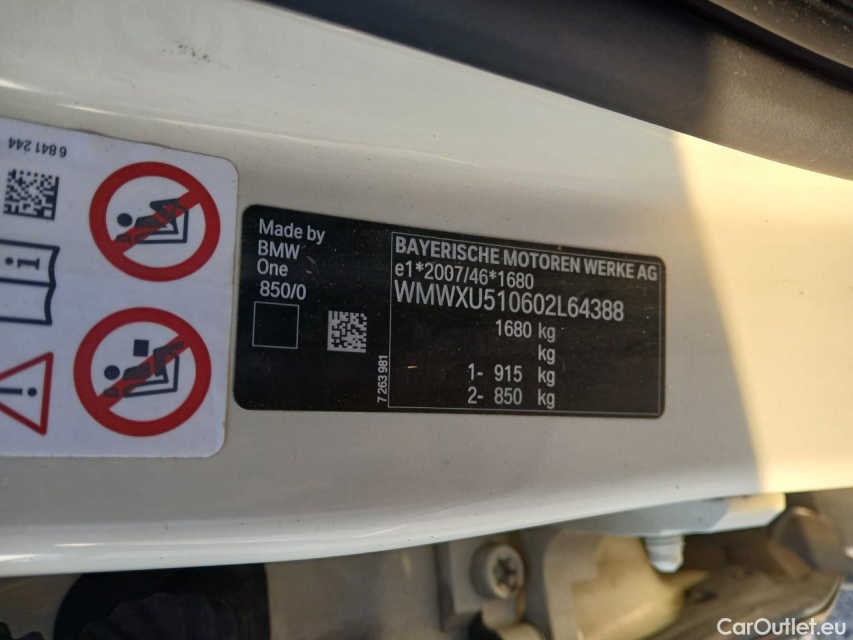 6 841 244
Made by
BMW
One
850/0
7 263 981
BAYERISCHE MOTOREN WERKE AG
e1*2007/46*1680
WMWXU510602L64388
1680 kg
kg
1- 915 kg
2- 850 kg
CarOutlet.eu